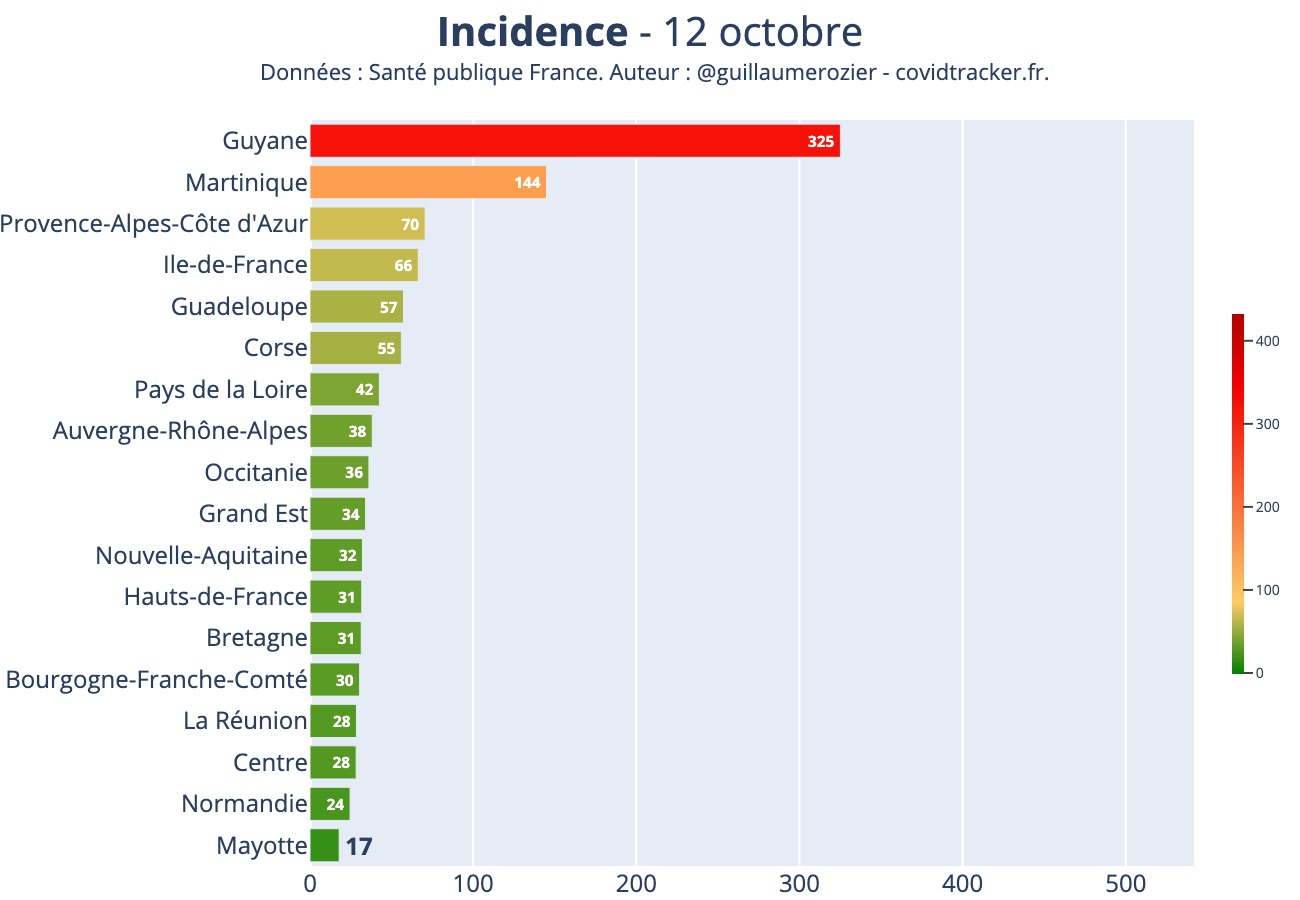 Incidence - 12 octobre
Données : Santé publique France. Auteur : @guillaumerozier - covidtracker.fr.
Guyane 325
Martinique 144
Provence-Alpes-Côte d'Azur 70
Ile-de-France 66
Guadeloupe 57
Corse 55
Pays de la Loire 42
Auvergne-Rhône-Alpes 38
Occitanie 36
Grand Est 34
Nouvelle-Aquitaine 32
Hauts-de-France 31
Bretagne 31
Bourgogne-Franche-Comté 30
La Réunion 28
Centre 28
Normandie 24
Mayotte 17
0 100 200 300 400 500
400
300
200
100
0